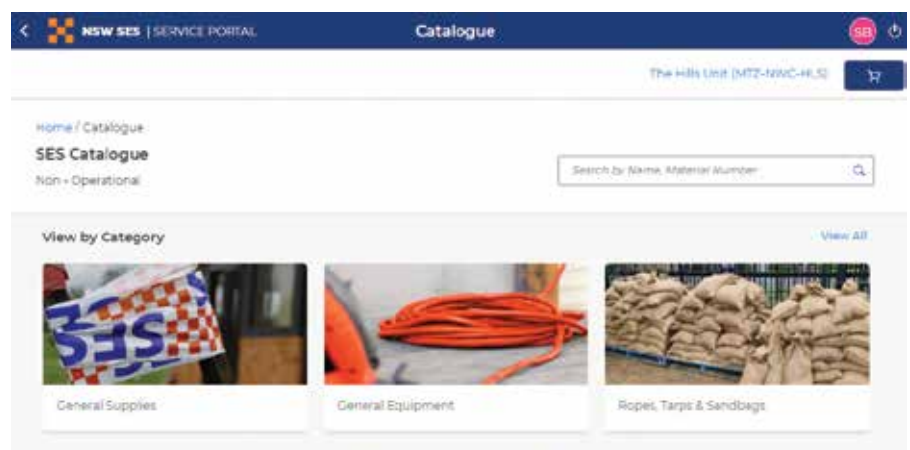 NSW SES | SERVICE PORTAL
Catalogue
SB
The Hills Unit (MTZ-NWC-HLS)
Home / Catalogue
SES Catalogue
Non - Operational
Search by Name, Material Number
View by Category
View All
SES
General Supplies
General Equipment
Ropes, Tarps & Sandbags